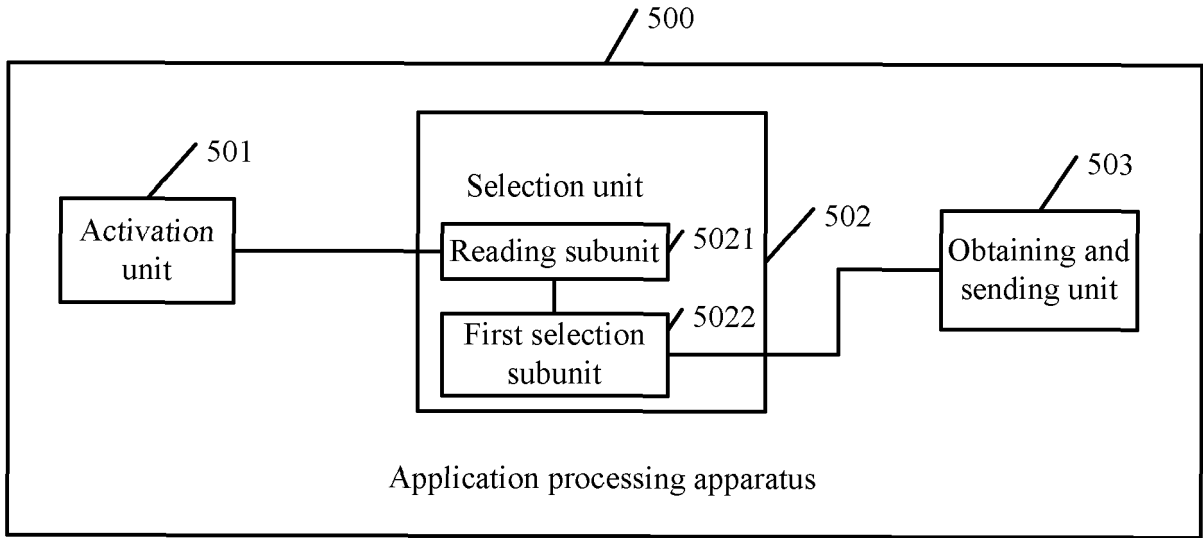 500
501
Activation
unit
Selection unit
Reading subunit
5021
First selection
subunit
5022
502
503
Obtaining and
sending unit
Application processing apparatus